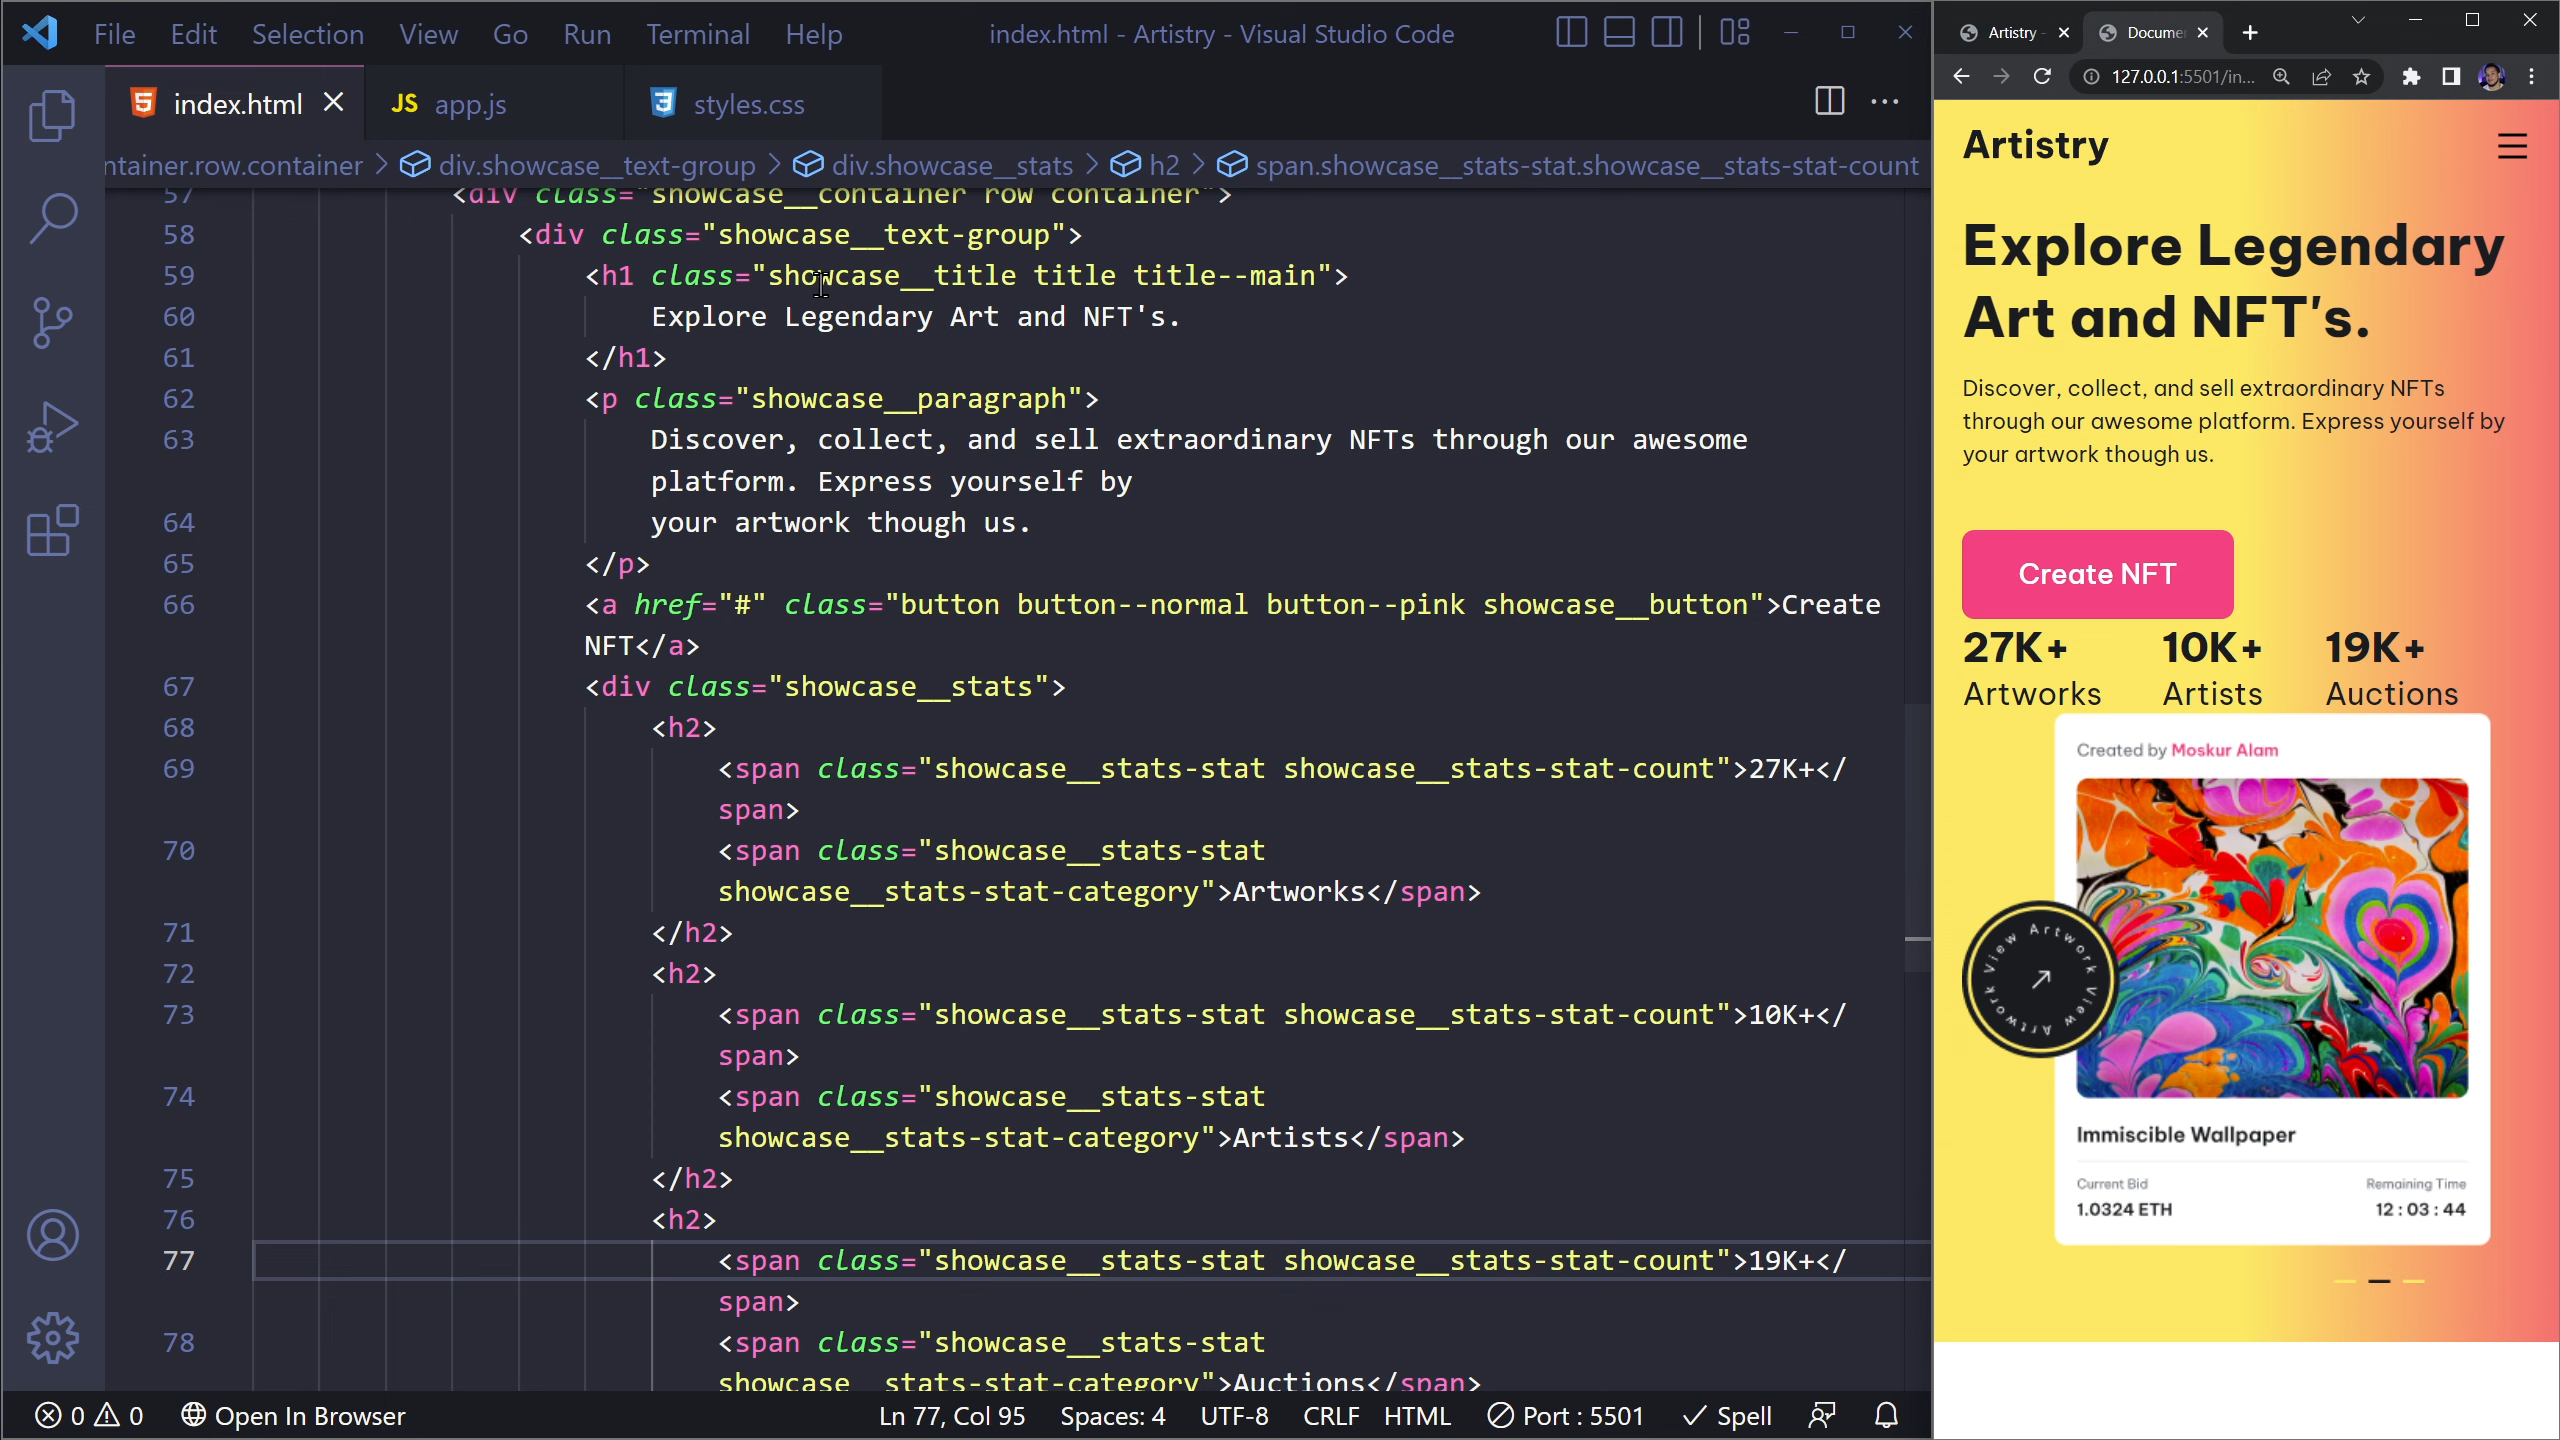 File Edit Selection View Go Run Terminal Help
index.html - Artistry - Visual Studio Code
index.html
JS app.js
styles.css
ntainer.row.container > div.showcase__text-group > div.showcase__stats > h2 > span.showcase__stats-stat.showcase__stats-stat-count
57 <div class="showcase__container row container">
58 <div class="showcase__text-group">
59 <h1 class="showcase__title title title--main">
60 Explore Legendary Art and NFT's.
61 </h1>
62 <p class="showcase__paragraph">
63 Discover, collect, and sell extraordinary NFTs through our awesome
platform. Express yourself by
64 your artwork though us.
65 </p>
66 <a href="#" class="button button--normal button--pink showcase__button">Create
NFT</a>
67 <div class="showcase__stats">
68 <h2>
69 <span class="showcase__stats-stat showcase__stats-stat-count">27K+</
span>
70 <span class="showcase__stats-stat
showcase__stats-stat-category">Artworks</span>
71 </h2>
72 <h2>
73 <span class="showcase__stats-stat showcase__stats-stat-count">10K+</
span>
74 <span class="showcase__stats-stat
showcase__stats-stat-category">Artists</span>
75 </h2>
76 <h2>
77 <span class="showcase__stats-stat showcase__stats-stat-count">19K+</
span>
78 <span class="showcase__stats-stat
showcase__stats-stat-category">Auctions</span>
0 0 Open In Browser Ln 77, Col 95 Spaces: 4 UTF-8 CRLF HTML Port : 5501 Spell
Artistry - Docume
127.0.0.1:5501/in...
Artistry
Explore Legendary
Art and NFT's.
Discover, collect, and sell extraordinary NFTs
through our awesome platform. Express yourself by
your artwork though us.
Create NFT
27K+ 10K+ 19K+
Artworks Artists Auctions
Created by Moskur Alam
View Artwork View Artwork
Immiscible Wallpaper
Current Bid Remaining Time
1.0324 ETH 12 : 03 : 44